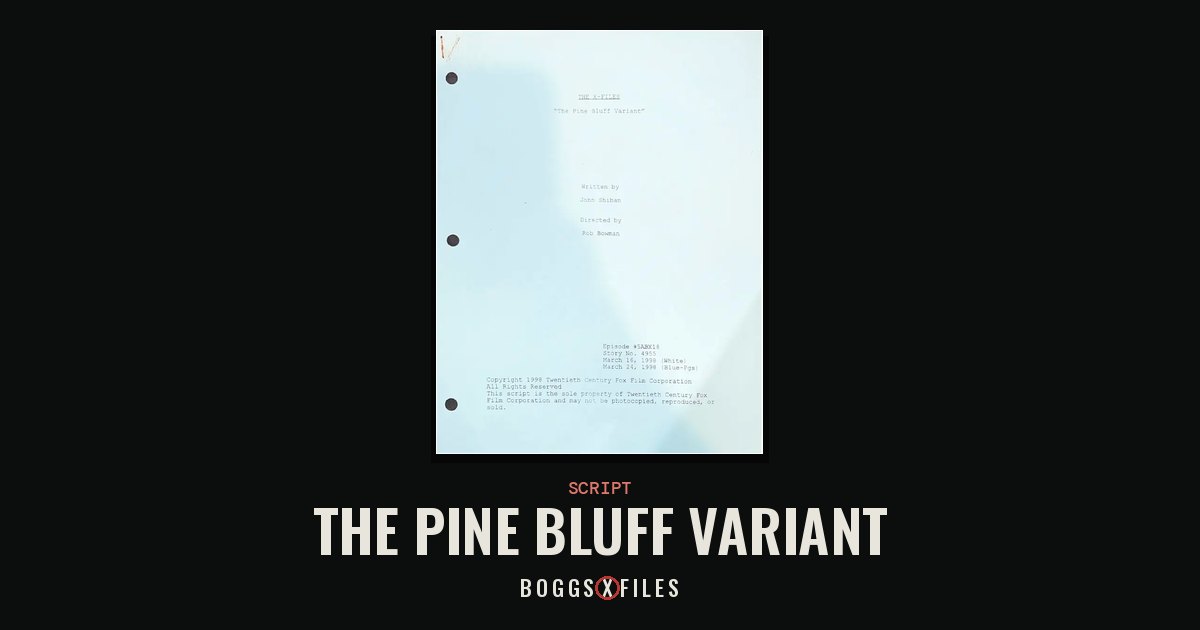 THE X-FILES
"The Pine Bluff Variant"
Written by
John Shiban
Directed by
Rob Bowman
Episode #5ABX18
Story No. 4955
March 16, 1998 (White)
March 24, 1998 (Blue-Pgs)
Copyright 1998 Twentieth Century Fox Film Corporation
All Rights Reserved
This script is the sole property of Twentieth Century Fox
Film Corporation and may not be photocopied, reproduced, or
sold.
SCRIPT
THE PINE BLUFF VARIANT
BOGGS X FILES